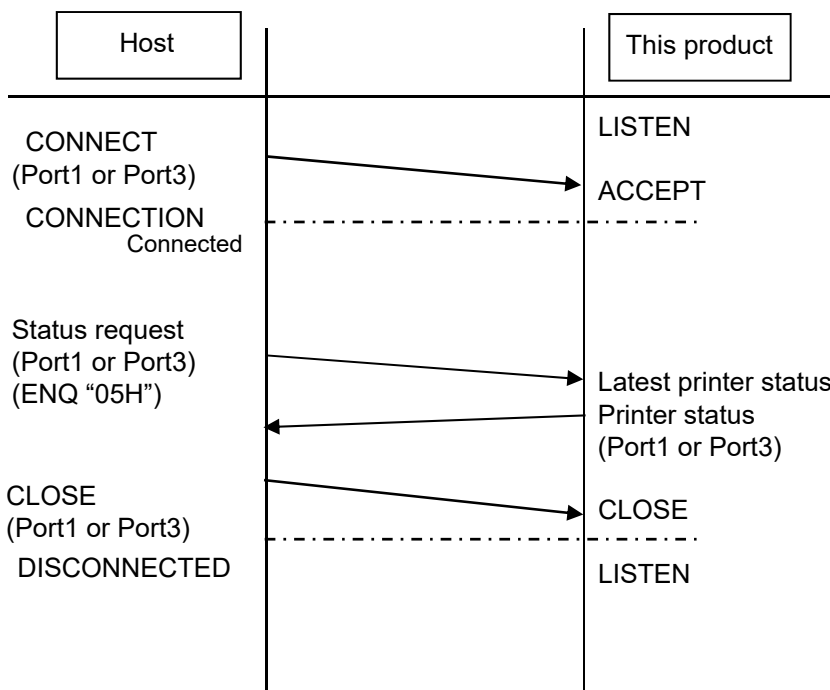 Host
This product
LISTEN
CONNECT
(Port1 or Port3)
ACCEPT
CONNECTION
Connected
Status request
(Port1 or Port3)
(ENQ “05H”)
Latest printer status
Printer status
(Port1 or Port3)
CLOSE
(Port1 or Port3)
CLOSE
DISCONNECTED
LISTEN